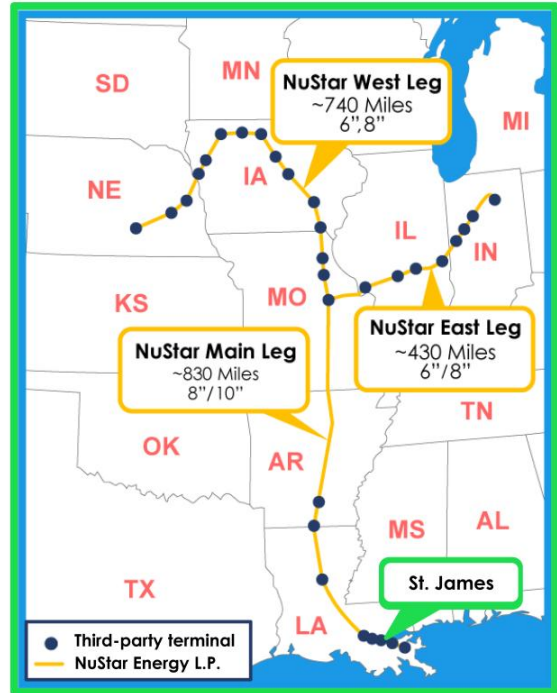 SD
MN
NuStar West Leg
~740 Miles
6”,8”
MI
NE
IA
IL
IN
KS
MO
NuStar East Leg
~430 Miles
6”/8”
NuStar Main Leg
~830 Miles
8”/10”
TN
OK
AR
MS
AL
St. James
TX
LA
Third-party terminal
NuStar Energy L.P.